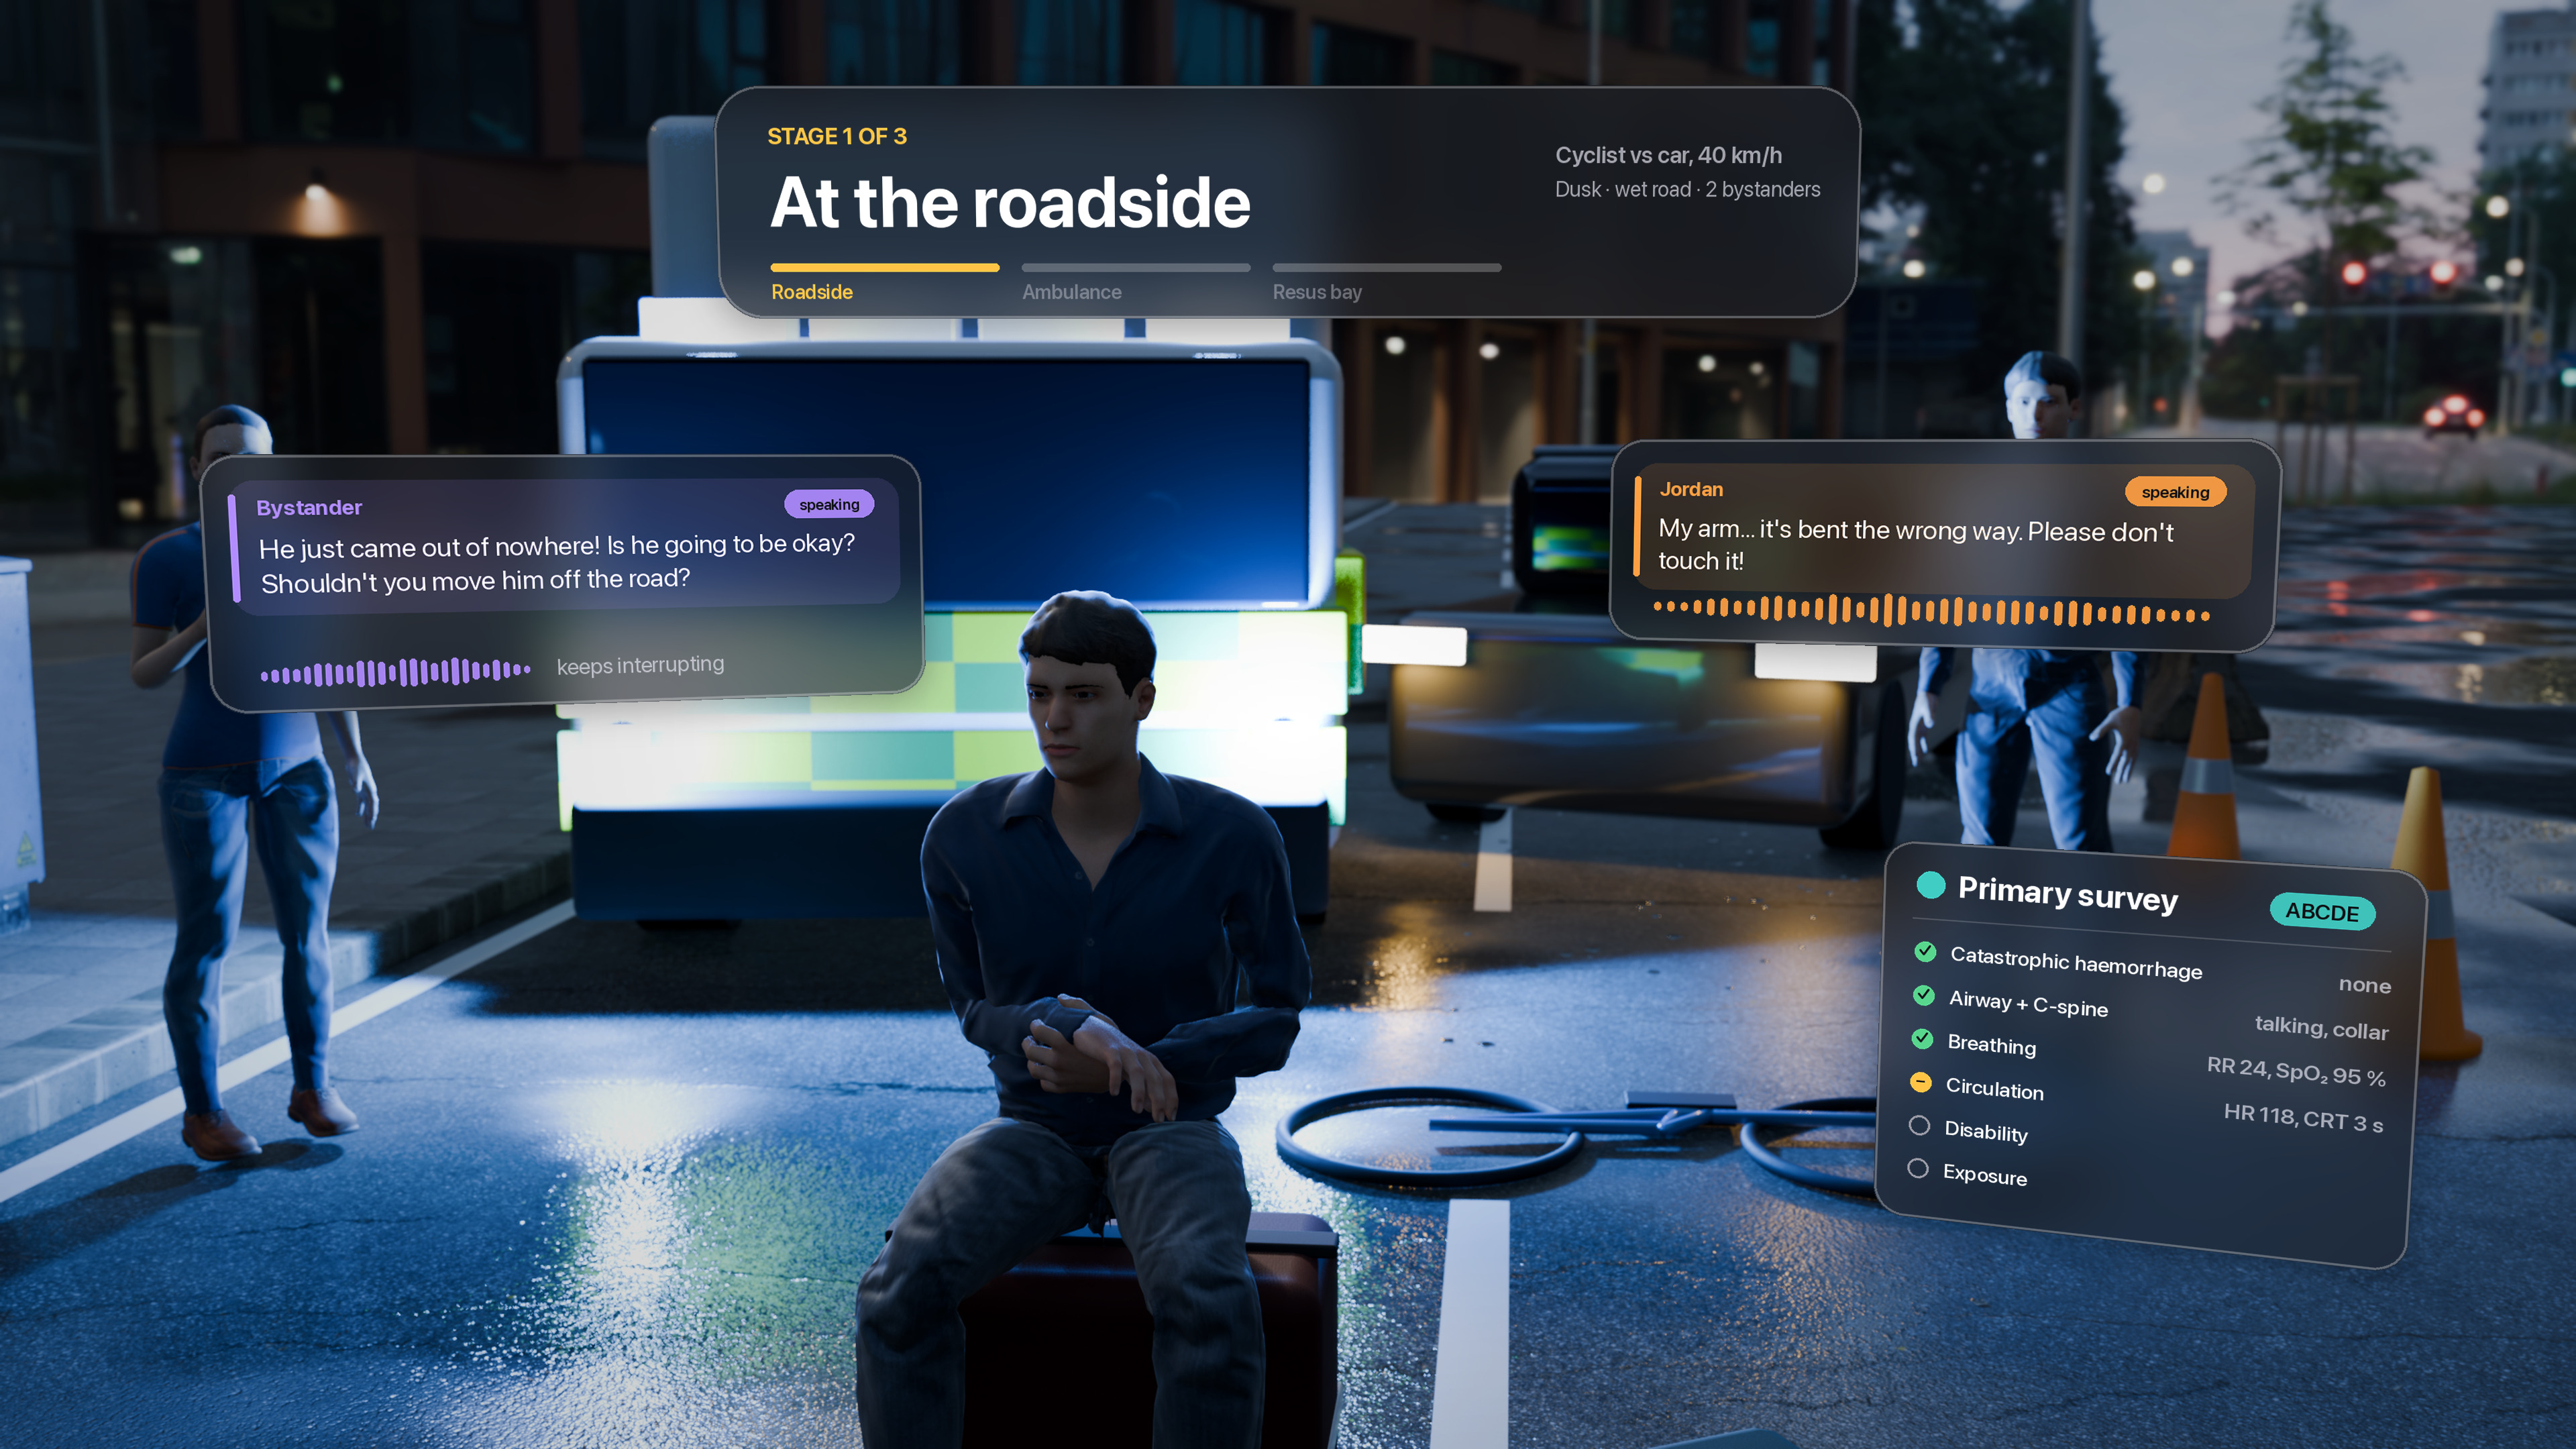 STAGE 1 OF 3
At the roadside
Roadside
Ambulance
Resus bay
Cyclist vs car, 40 km/h
Dusk · wet road · 2 bystanders
Bystander
speaking
He just came out of nowhere! Is he going to be okay?
Shouldn't you move him off the road?
keeps interrupting
Jordan
speaking
My arm... it's bent the wrong way. Please don't
touch it!
Primary survey
ABCDE
Catastrophic haemorrhage
none
Airway + C-spine
talking, collar
Breathing
RR 24, SpO₂ 95 %
Circulation
HR 118, CRT 3 s
Disability
Exposure